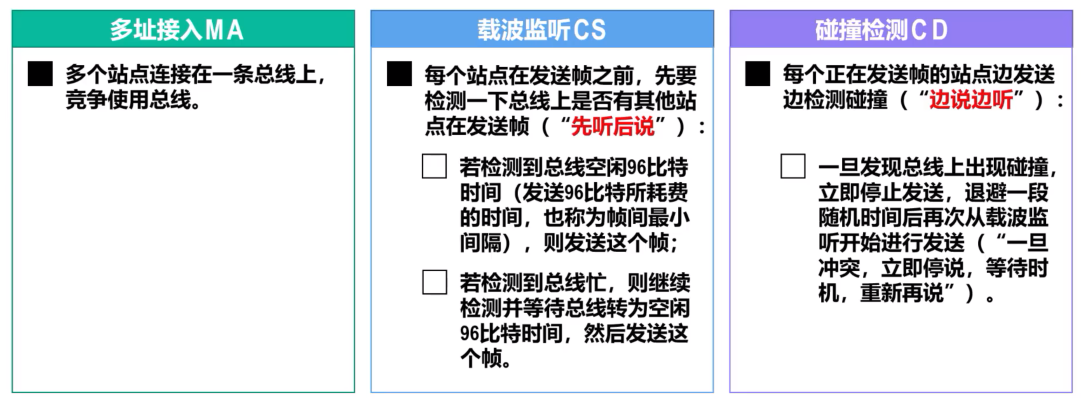 多址接入MA
多个站点连接在一条总线上，
竞争使用总线。
载波监听CS
每个站点在发送帧之前，先要
检测一下总线上是否有其他站
点在发送帧（“先听后说”）：
若检测到总线空闲96比特
时间（发送96比特所耗费
的时间，也称为帧间最小
间隔），则发送这个帧；
若检测到总线忙，则继续
检测并等待总线转为空闲
96比特时间，然后发送这
个帧。
碰撞检测CD
每个正在发送帧的站点边发送
边检测碰撞（“边说边听”）：
一旦发现总线上出现碰撞，
立即停止发送，退避一段
随机时间后再次从载波监
听开始进行发送（“一旦
冲突，立即停说，等待时
机，重新再说”）。